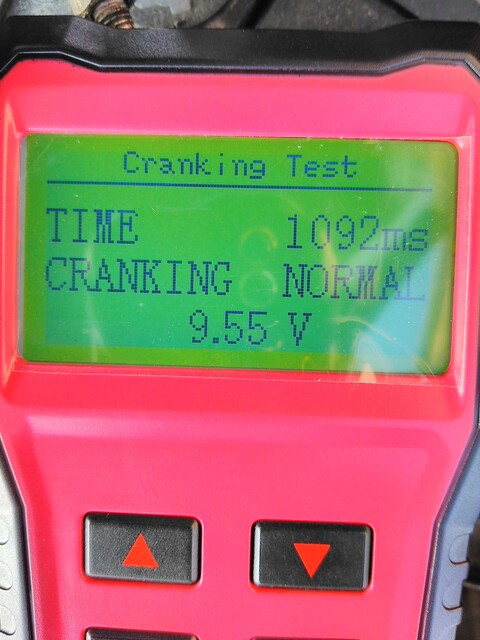 Cranking Test
TIME 1092ms
CRANKING NORMAL
9.55 V